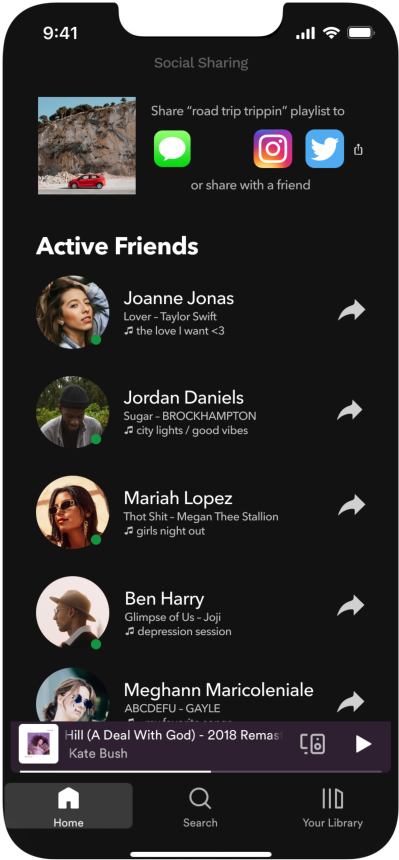 9:41
Social Sharing
Share “road trip trippin” playlist to
or share with a friend
Active Friends
Joanne Jonas
Lover – Taylor Swift
♫ the love I want <3
Jordan Daniels
Sugar – BROCKHAMPTON
♫ city lights / good vibes
Mariah Lopez
Thot Shit – Megan Thee Stallion
♫ girls night out
Ben Harry
Glimpse of Us – Joji
♫ depression session
Meghann Maricoleniale
ABCDEFU – GAYLE
♫ my favorite songs
Hill (A Deal With God) - 2018 Remast
Kate Bush
Home
Search
Your Library